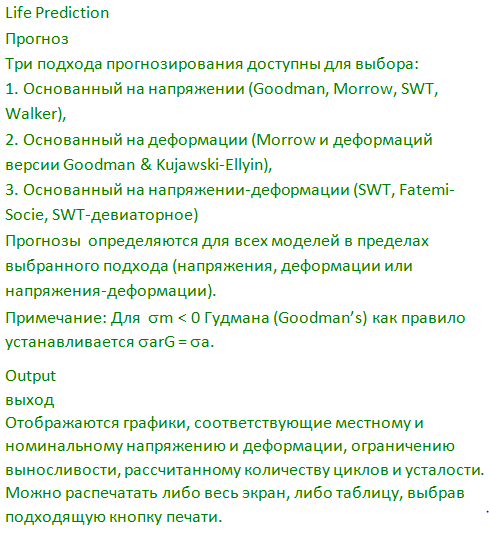 Life Prediction
Прогноз
Три подхода прогнозирования доступны для выбора:
1. Основанный на напряжении (Goodman, Morrow, SWT,
Walker),
2. Основанный на деформации (Morrow и деформаций
версии Goodman & Kujawski-Ellyin),
3. Основанный на напряжении-деформации (SWT, Fatemi-
Socie, SWT-девиаторное)
Прогнозы определяются для всех моделей в пределах
выбранного подхода (напряжения, деформации или
напряжения-деформации).
Примечание: Для σm < 0 Гудмана (Goodman's) как правило
устанавливается σarG = σa.
Output
выход
Отображаются графики, соответствующие местному и
номинальному напряжению и деформации, ограничению
выносливости, рассчитанному количеству циклов и усталости.
Можно распечатать либо весь экран, либо таблицу, выбрав
подходящую кнопку печати.